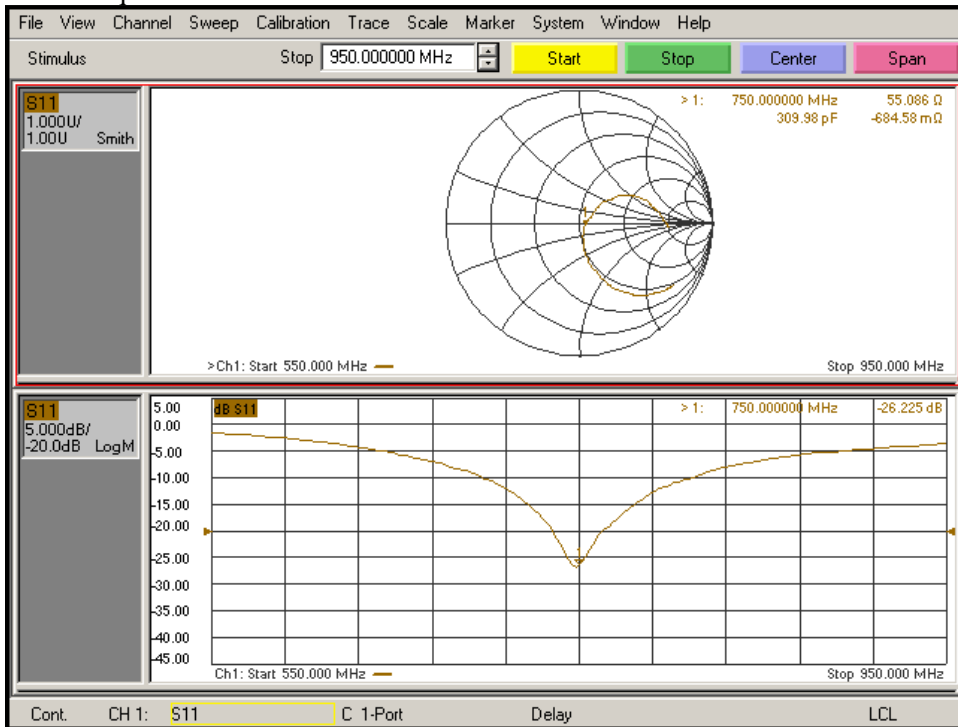 File View Channel Sweep Calibration Trace Scale Marker System Window Help
Stimulus Stop 950.000000 MHz Start Stop Center Span
S11
1.000U/
1.00U Smith
> 1: 750.000000 MHz 55.086 Ω
309.98 pF -684.58 mΩ
>Ch1: Start 550.000 MHz Stop 950.000 MHz
S11
5.000dB/
-20.0dB LogM
dB S11
> 1: 750.000000 MHz -26.225 dB
5.00
0.00
-5.00
-10.00
-15.00
-20.00
-25.00
-30.00
-35.00
-40.00
-45.00
1
Ch1: Start 550.000 MHz Stop 950.000 MHz
Cont. CH 1: S11 C 1-Port Delay LCL